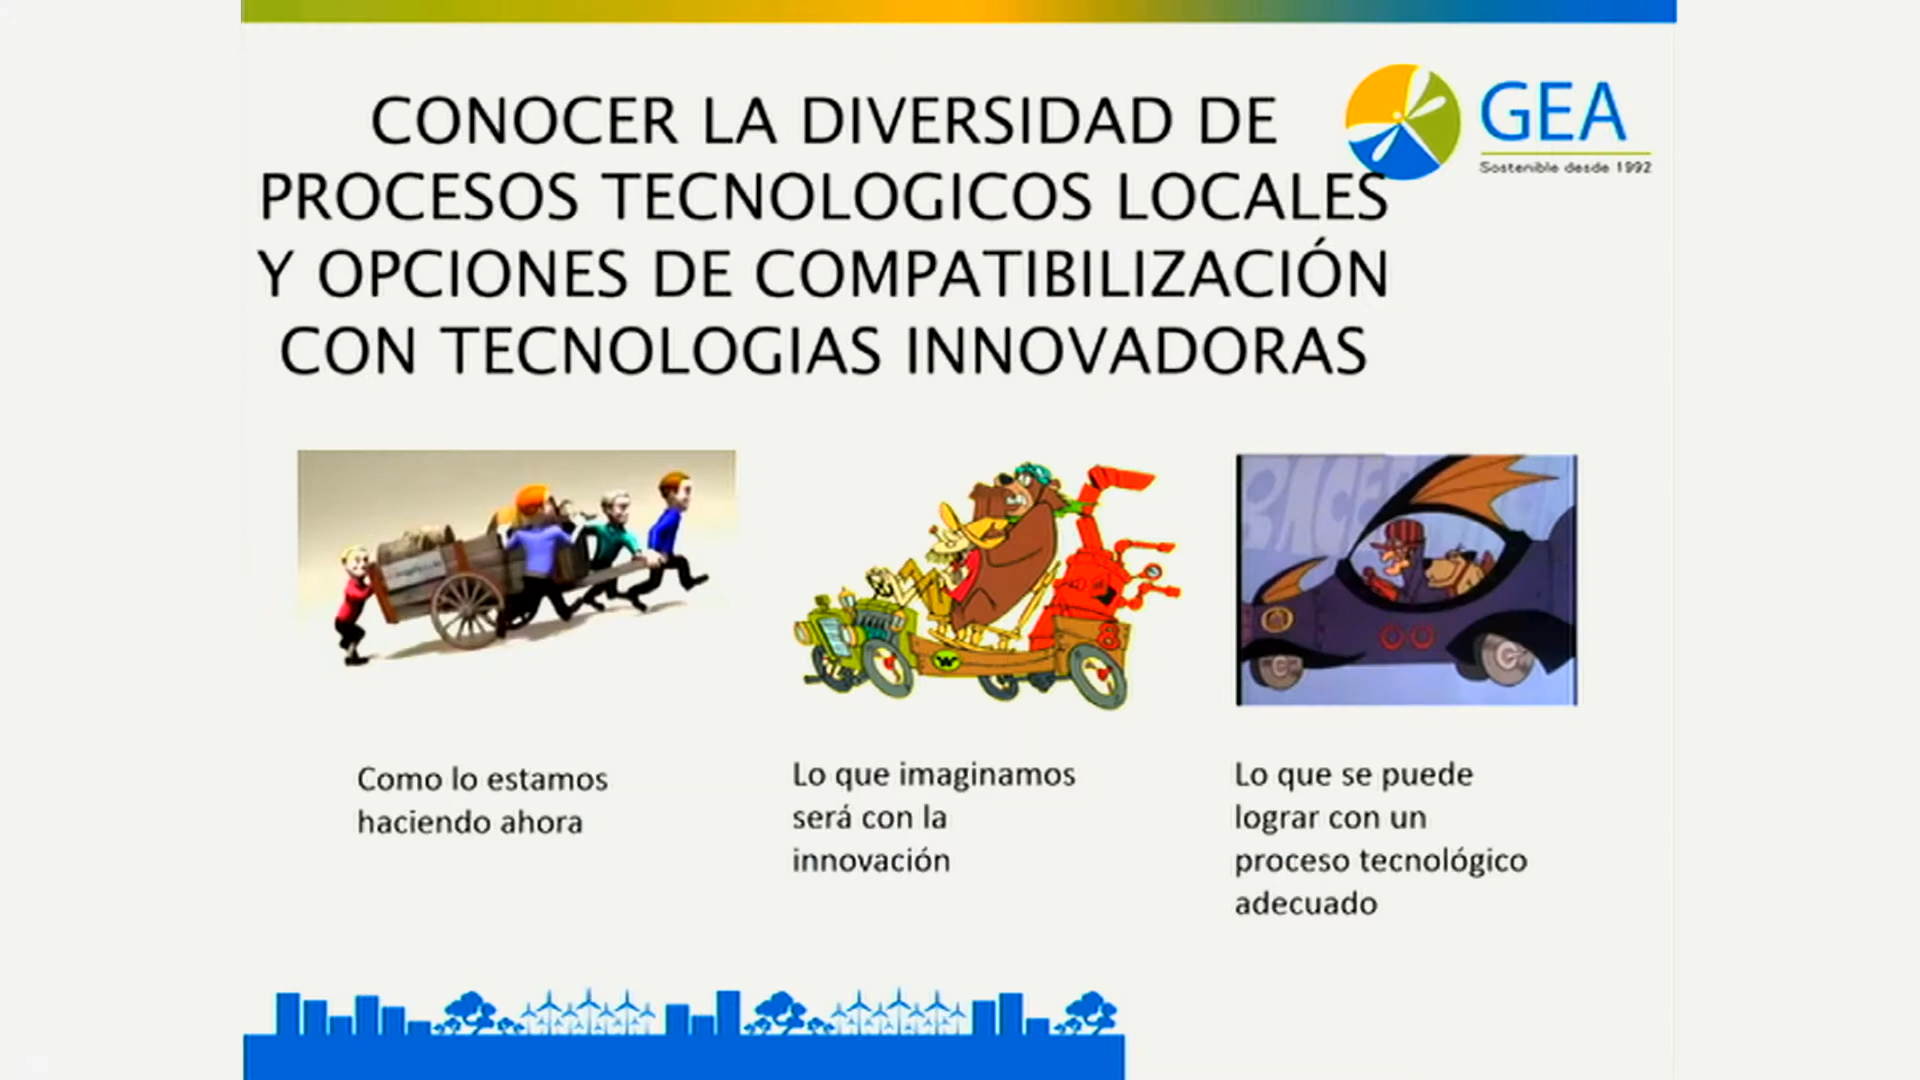 CONOCER LA DIVERSIDAD DE
PROCESOS TECNOLOGICOS LOCALES
Y OPCIONES DE COMPATIBILIZACIÓN
CON TECNOLOGIAS INNOVADORAS
GEA
Sostenible desde 1992
8
W
RACE
Como lo estamos
haciendo ahora
Lo que imaginamos
será con la
innovación
Lo que se puede
lograr con un
proceso tecnológico
adecuado